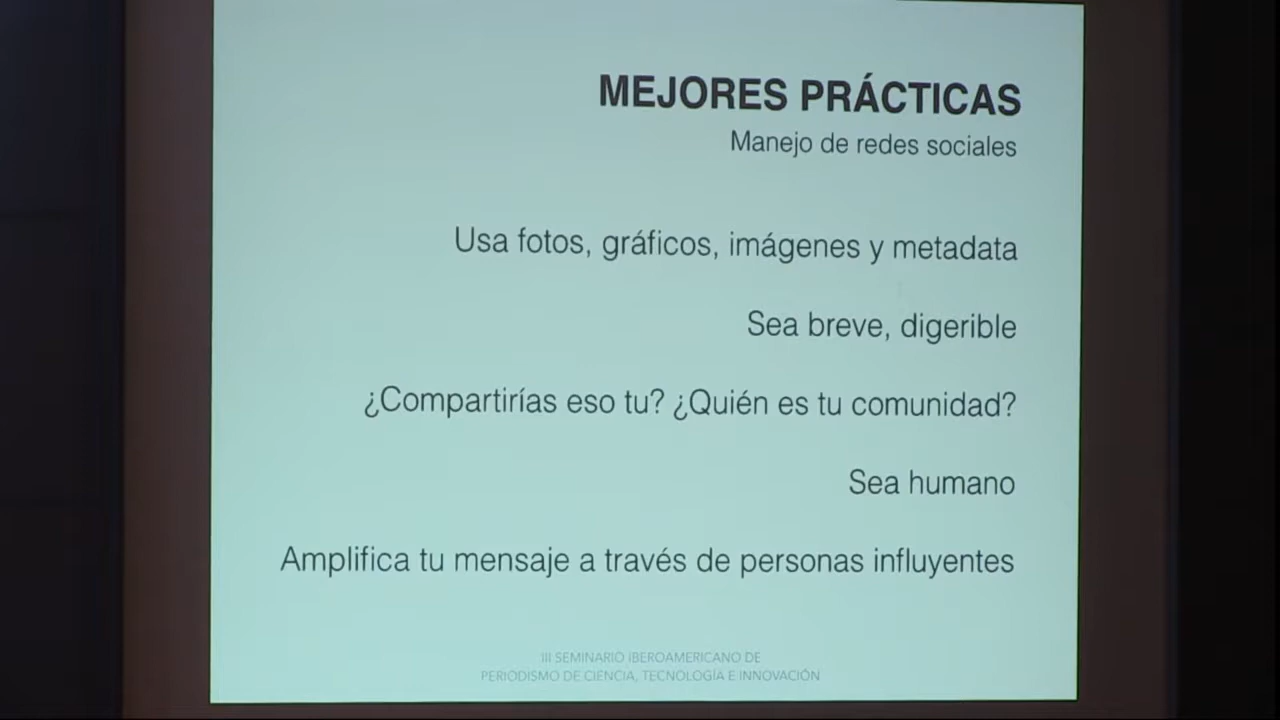 MEJORES PRÁCTICAS
Manejo de redes sociales
Usa fotos, gráficos, imágenes y metadata
Sea breve, digerible
¿Compartirías eso tu? ¿Quién es tu comunidad?
Sea humano
Amplifica tu mensaje a través de personas influyentes
III SEMINARIO IBEROAMERICANO DE
PERIODISMO DE CIENCIA, TECNOLOGÍA E INNOVACIÓN